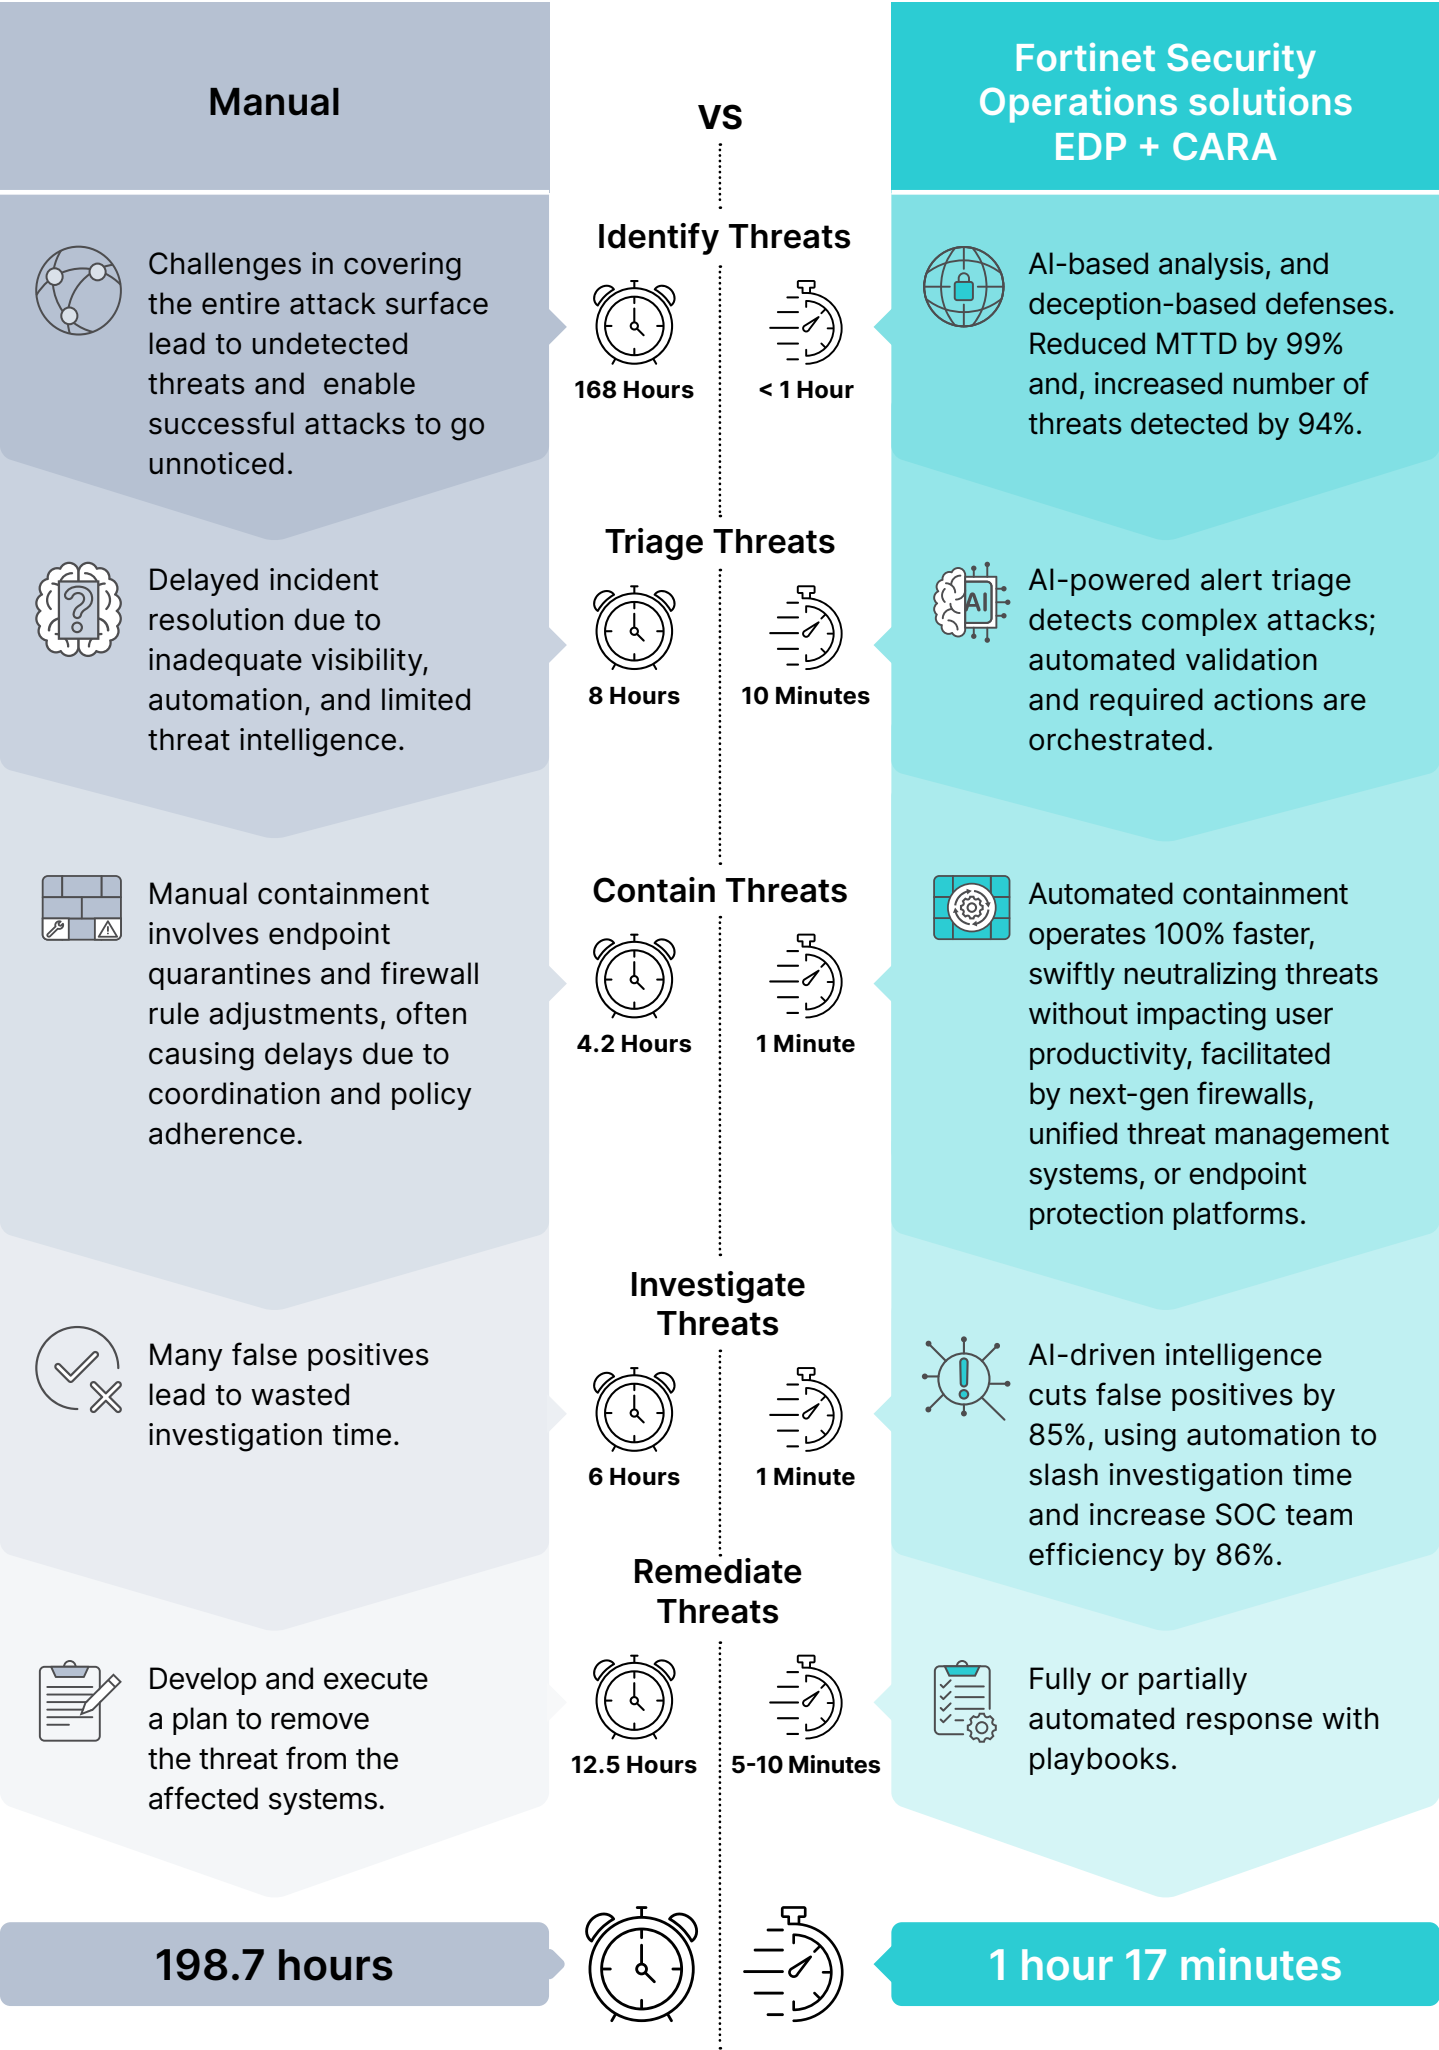 Manual
VS
Fortinet Security
Operations solutions
EDP + CARA
Identify Threats
Challenges in covering
the entire attack surface
lead to undetected
threats and  enable
successful attacks to go
unnoticed.
168 Hours
< 1 Hour
AI-based analysis, and
deception-based defenses.
Reduced MTTD by 99%
and, increased number of
threats detected by 94%.
Triage Threats
Delayed incident
resolution due to
inadequate visibility,
automation, and limited
threat intelligence.
8 Hours
10 Minutes
AI
AI-powered alert triage
detects complex attacks;
automated validation
and required actions are
orchestrated.
Contain Threats
Manual containment
involves endpoint
quarantines and firewall
rule adjustments, often
causing delays due to
coordination and policy
adherence.
4.2 Hours
1 Minute
Automated containment
operates 100% faster,
swiftly neutralizing threats
without impacting user
productivity, facilitated
by next-gen firewalls,
unified threat management
systems, or endpoint
protection platforms.
Investigate
Threats
Many false positives
lead to wasted
investigation time.
6 Hours
1 Minute
AI-driven intelligence
cuts false positives by
85%, using automation to
slash investigation time
and increase SOC team
efficiency by 86%.
Remediate
Threats
Develop and execute
a plan to remove
the threat from the
affected systems.
12.5 Hours
5-10 Minutes
Fully or partially
automated response with
playbooks.
198.7 hours
1 hour 17 minutes